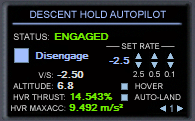 DESCENT HOLD AUTOPILOT
STATUS: ENGAGED
SET RATE
Disengage -2.5
2.5 0.5 0.1
V/S: -2.50
ALTITUDE: 6.8 HOVER
HVR THRUST: 14.543% AUTO-LAND
HVR MAXACC: 9.492 m/s² 1